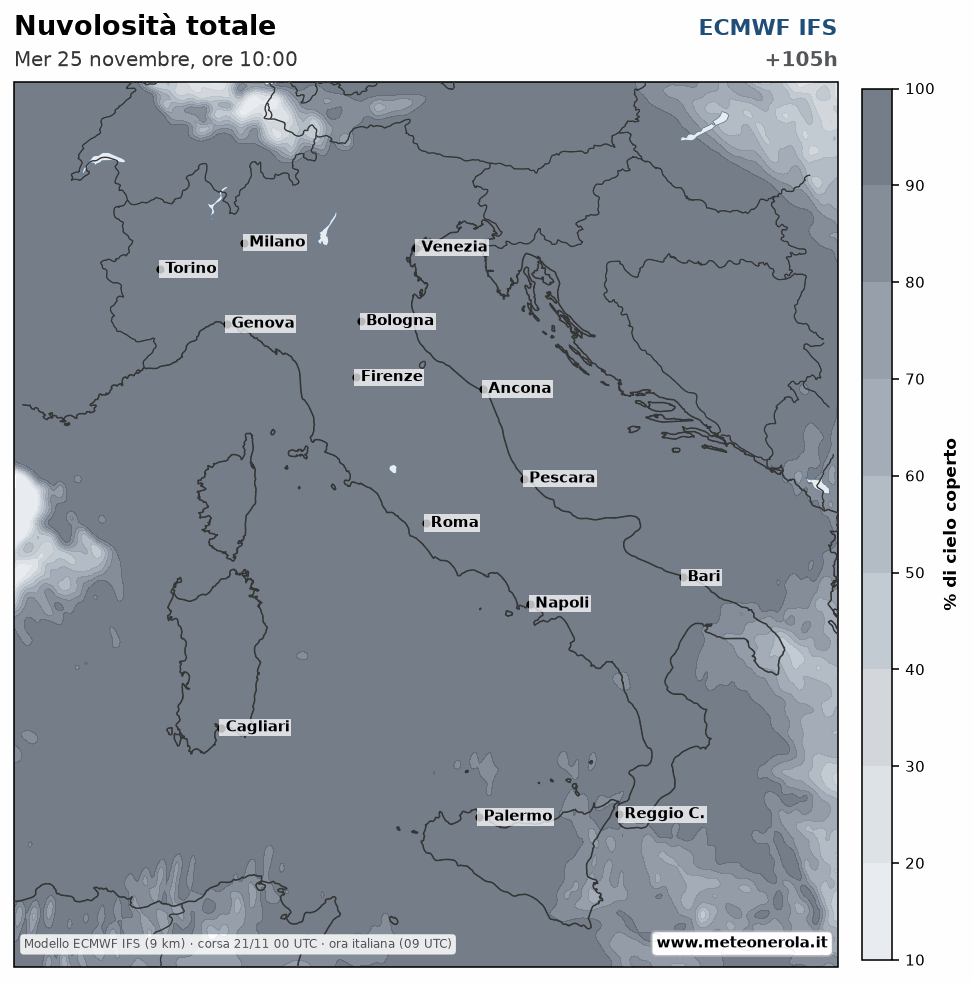 Nuvolosità totale
ECMWF IFS
Mer 25 novembre, ore 10:00
+105h
100
90
80
70
60
50
40
30
20
10
% di cielo coperto
Milano
Venezia
Torino
Genova
Bologna
Firenze
Ancona
Pescara
Roma
Bari
Napoli
Cagliari
Palermo
Reggio C.
Modello ECMWF IFS (9 km) · corsa 21/11 00 UTC · ora italiana (09 UTC)
www.meteonerola.it